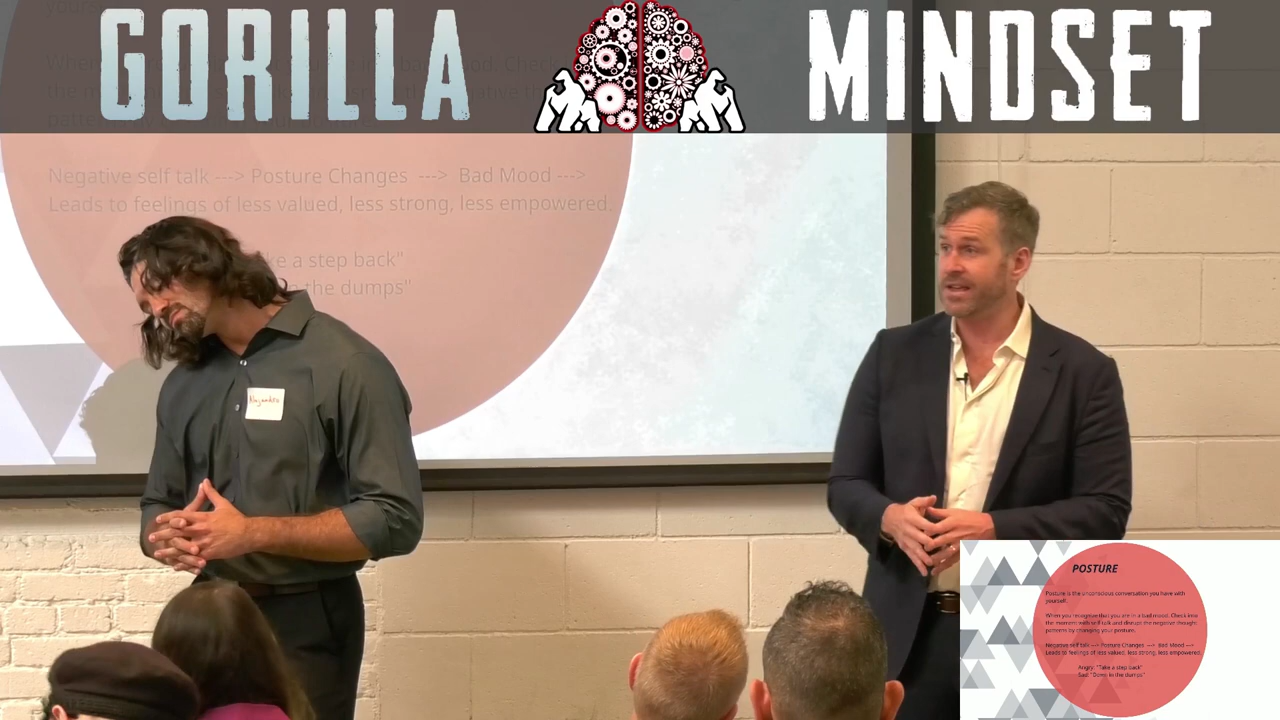 GORILLA MINDSET
Negative self talk ---> Posture Changes ---> Bad Mood --->
Leads to feelings of less valued, less strong, less empowered.
ke a step back"
n the dumps"
POSTURE
Posture is the unconscious conversation you have with
yourself.
When you recognize that you are in a bad mood. Check into
the moment with self talk and disrupt the negative thought
patterns by changing your posture.
Negative self talk ---> Posture Changes ---> Bad Mood --->
Leads to feelings of less valued, less strong, less empowered.
Angry: "Take a step back"
Sad: "Down in the dumps"